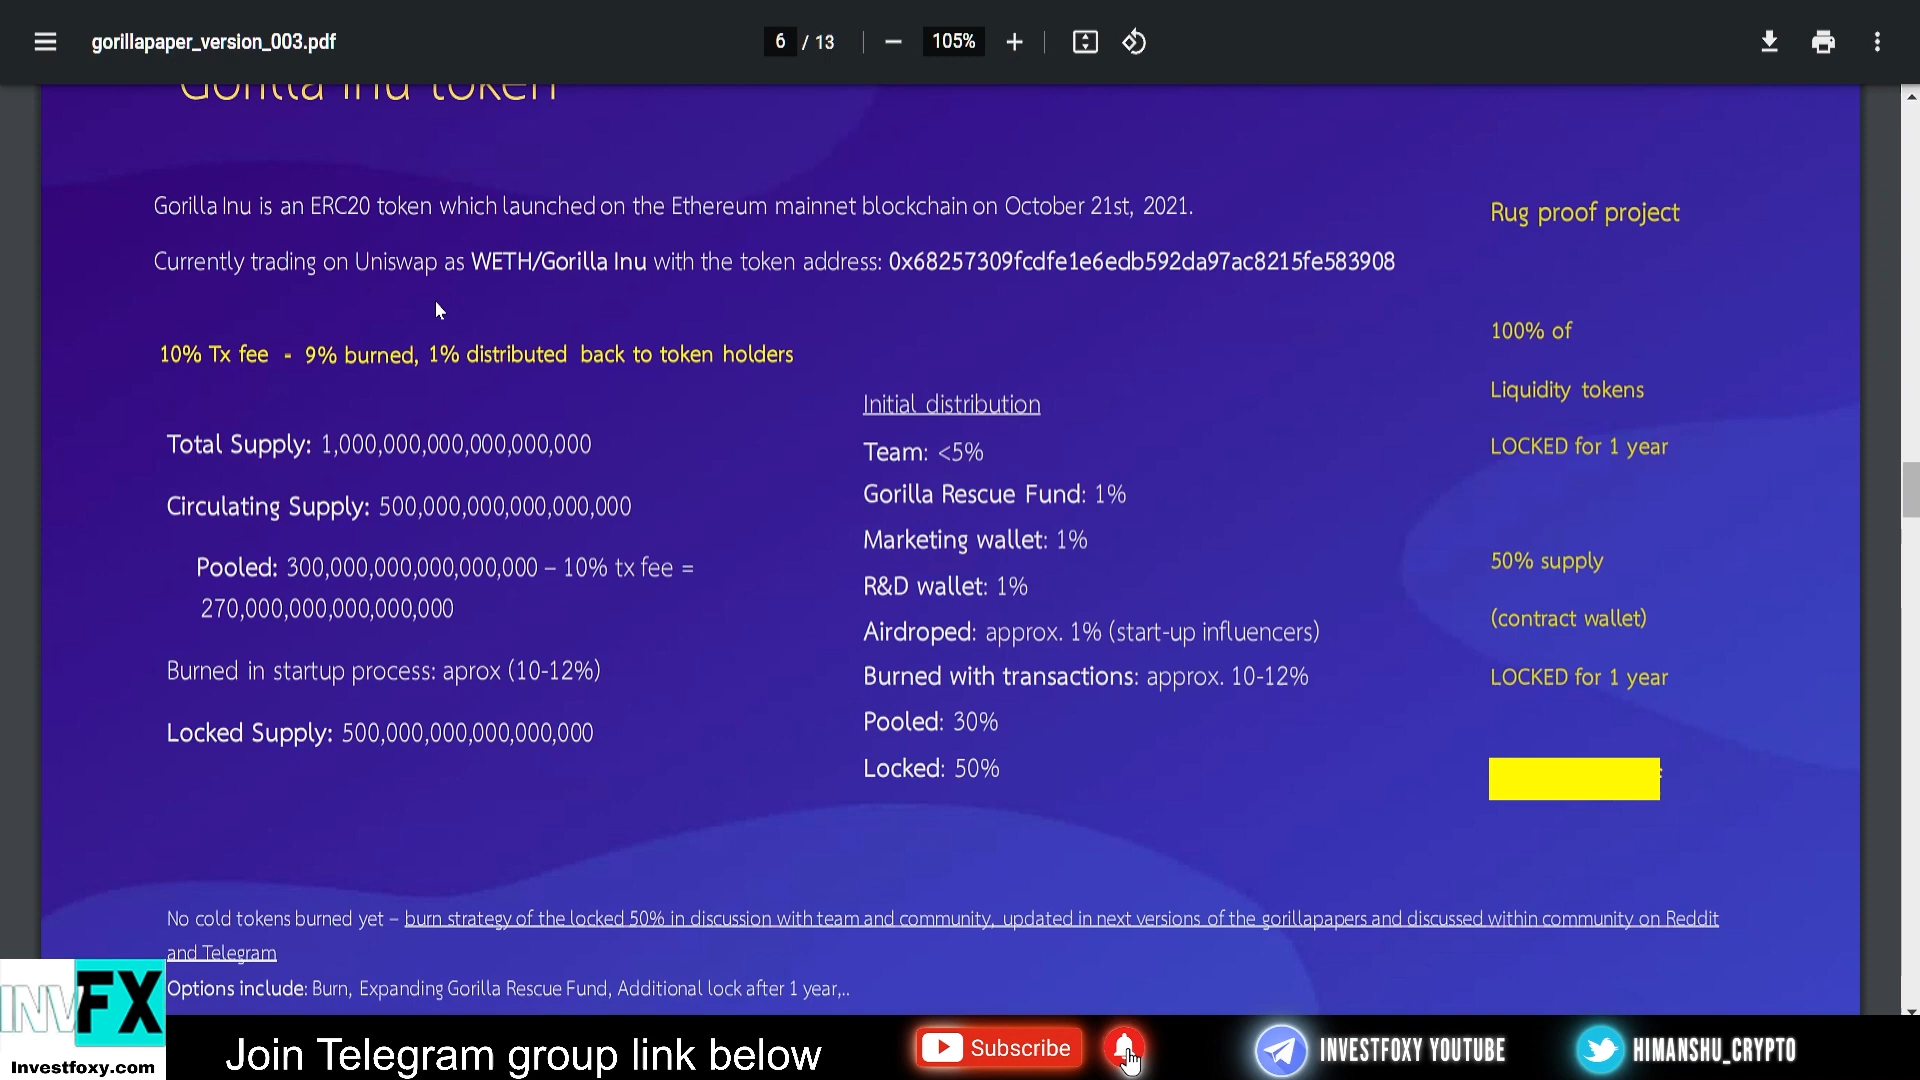 gorillapaper_version_003.pdf
6 / 13
105%
Gorilla Inu token
Gorilla Inu is an ERC20 token which launched on the Ethereum mainnet blockchain on October 21st, 2021.
Currently trading on Uniswap as WETH/Gorilla Inu with the token address: 0x68257309fcdfe1e6edb592da97ac8215fe583908
10% Tx fee - 9% burned, 1% distributed back to token holders
Total Supply: 1,000,000,000,000,000,000
Circulating Supply: 500,000,000,000,000,000
Pooled: 300,000,000,000,000,000 – 10% tx fee =
270,000,000,000,000,000
Burned in startup process: aprox (10-12%)
Locked Supply: 500,000,000,000,000,000
Initial distribution
Team: <5%
Gorilla Rescue Fund: 1%
Marketing wallet: 1%
R&D wallet: 1%
Airdroped: approx. 1% (start-up influencers)
Burned with transactions: approx. 10-12%
Pooled: 30%
Locked: 50%
Rug proof project
100% of
Liquidity tokens
LOCKED for 1 year
50% supply
(contract wallet)
LOCKED for 1 year
No cold tokens burned yet – burn strategy of the locked 50% in discussion with team and community, updated in next versions of the gorillapapers and discussed within community on Reddit
and Telegram
Options include: Burn, Expanding Gorilla Rescue Fund, Additional lock after 1 year,..
INVFX
Investfoxy.com
Join Telegram group link below
Subscribe
INVESTFOXY YOUTUBE
HIMANSHU_CRYPTO